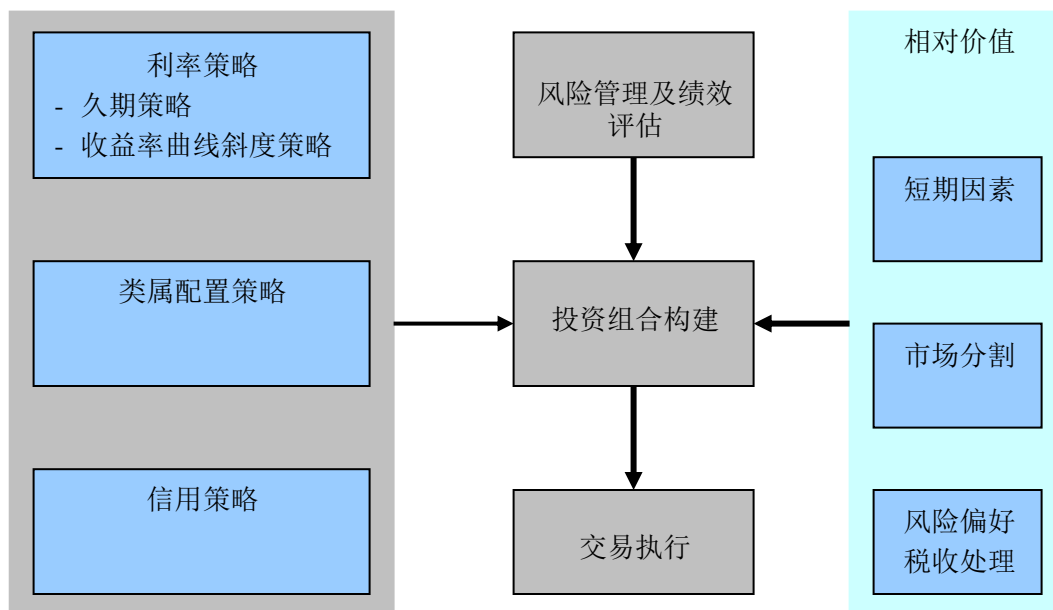 利率策略
- 久期策略
- 收益率曲线斜度策略
类属配置策略
信用策略
风险管理及绩效
评估
投资组合构建
交易执行
相对价值
短期因素
市场分割
风险偏好
税收处理